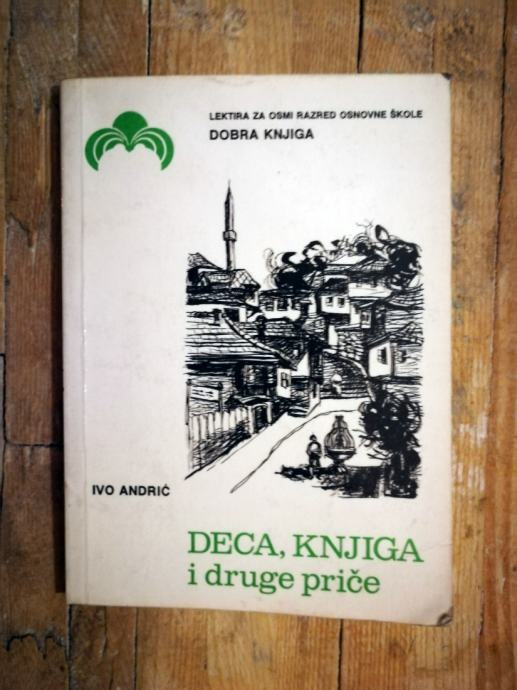 LEKTIRA ZA OSMI RAZRED OSNOVNE ŠKOLE
DOBRA KNJIGA
IVO ANDRIĆ
DECA, KNJIGA
i druge priče